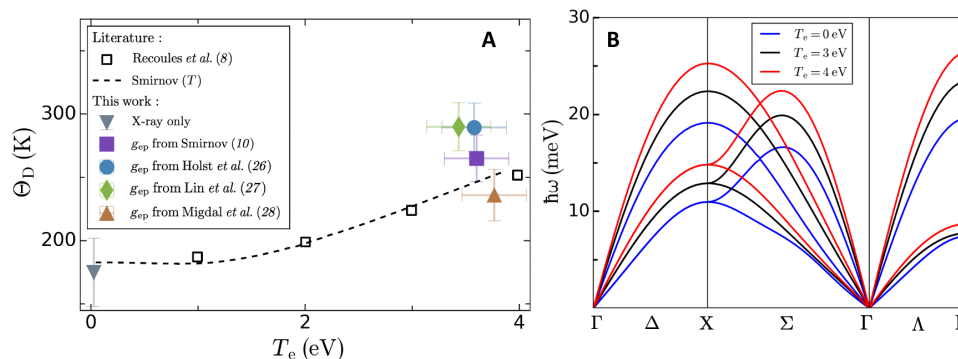 A
Literature :
Recoules et al. (8)
Smirnov (T)
This work :
X-ray only
gep from Smirnov (10)
gep from Holst et al. (26)
gep from Lin et al. (27)
gep from Migdal et al. (28)
300
200
ΘD (K)
0
1
2
3
4
Te (eV)
B
Te = 0 eV
Te = 3 eV
Te = 4 eV
30
20
10
ħω (meV)
Γ Δ X Σ Γ Λ